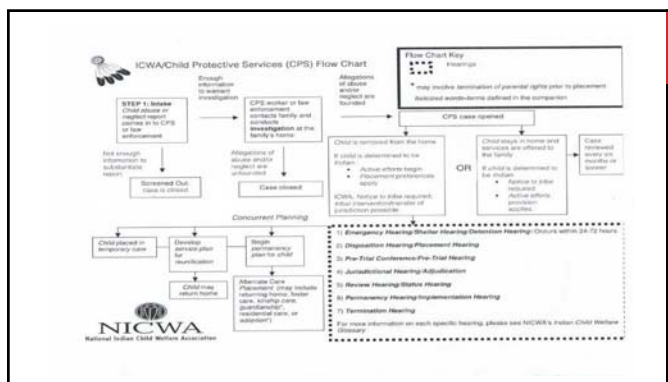 ICWA/Child Protective Services (CPS) Flow Chart
Flow Chart Key
Hearings
* may involve termination of parental rights prior to placement
Italicized words=terms defined in the companion
STEP 1: Intake
Child abuse or
neglect report
comes in to CPS
or law
enforcement
Enough
information
to warrant
investigation
CPS worker or law
enforcement
contacts family and
conducts
investigation at the
family's home
Allegations
of abuse
and/or
neglect are
founded
CPS case opened
Not enough
information to
substantiate
report
Screened Out:
case is closed
Allegations of
abuse and/or
neglect are
unfounded
Case closed
Child is removed from the home
If child is determined to be
Indian
• Active efforts begin
• Placement preferences
apply
ICWA: Notice to tribe required;
tribal intervention/transfer of
jurisdiction possible
OR
Child stays in home and
services are offered to
the family
If child is determined to
be Indian
• Notice to tribe
required
• Active efforts
provision
applies
Case
reviewed
every six
months or
sooner
Concurrent Planning
Child placed in
temporary care
Develop
service plan for
reunification
Child may
return home
Begin
permanency
plan for child
Alternate Care
Placement (may include
returning home, foster
care, kinship care,
guardianship*,
residential care, or
adoption*)
1) Emergency Hearing/Shelter Hearing/Detention Hearing: Occurs within 24-72 hours
2) Disposition Hearing/Placement Hearing
3) Pre-Trial Conference/Pre-Trial Hearing
4) Jurisdictional Hearing/Adjudication
5) Review Hearing/Status Hearing
6) Permanency Hearing/Implementation Hearing
7) Termination Hearing
For more information on each specific hearing, please see NICWA's Indian Child Welfare
Glossary
NICWA
National Indian Child Welfare Association